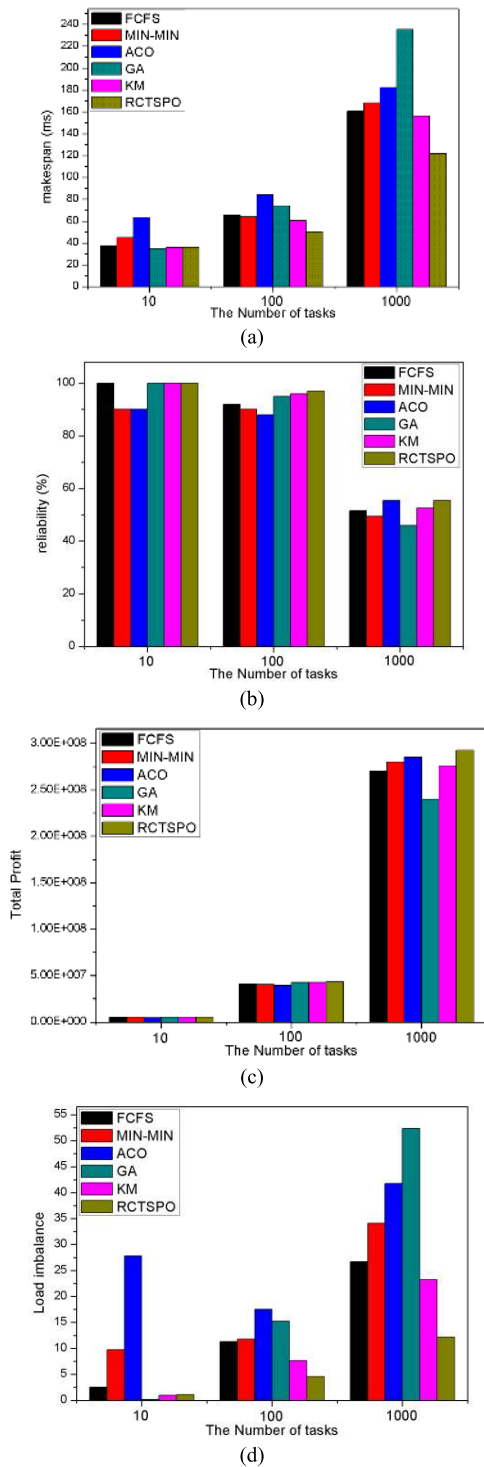 FCFS
MIN-MIN
ACO
GA
KM
RCTSPO
240
220
200
180
160
140
120
100
80
60
40
20
0
makespan (ms)
10 100 1000
The Number of tasks
(a)
FCFS
MIN-MIN
ACO
GA
KM
RCTSPO
100
80
60
40
20
0
reliability (%)
10 100 1000
The Number of tasks
(b)
FCFS
MIN-MIN
ACO
GA
KM
RCTSPO
3.00E+008
2.50E+008
2.00E+008
1.50E+008
1.00E+008
5.00E+007
0.00E+000
Total Profit
10 100 1000
The Number of tasks
(c)
FCFS
MIN-MIN
ACO
GA
KM
RCTSPO
55
50
45
40
35
30
25
20
15
10
5
0
Load imbalance
10 100 1000
The Number of tasks
(d)